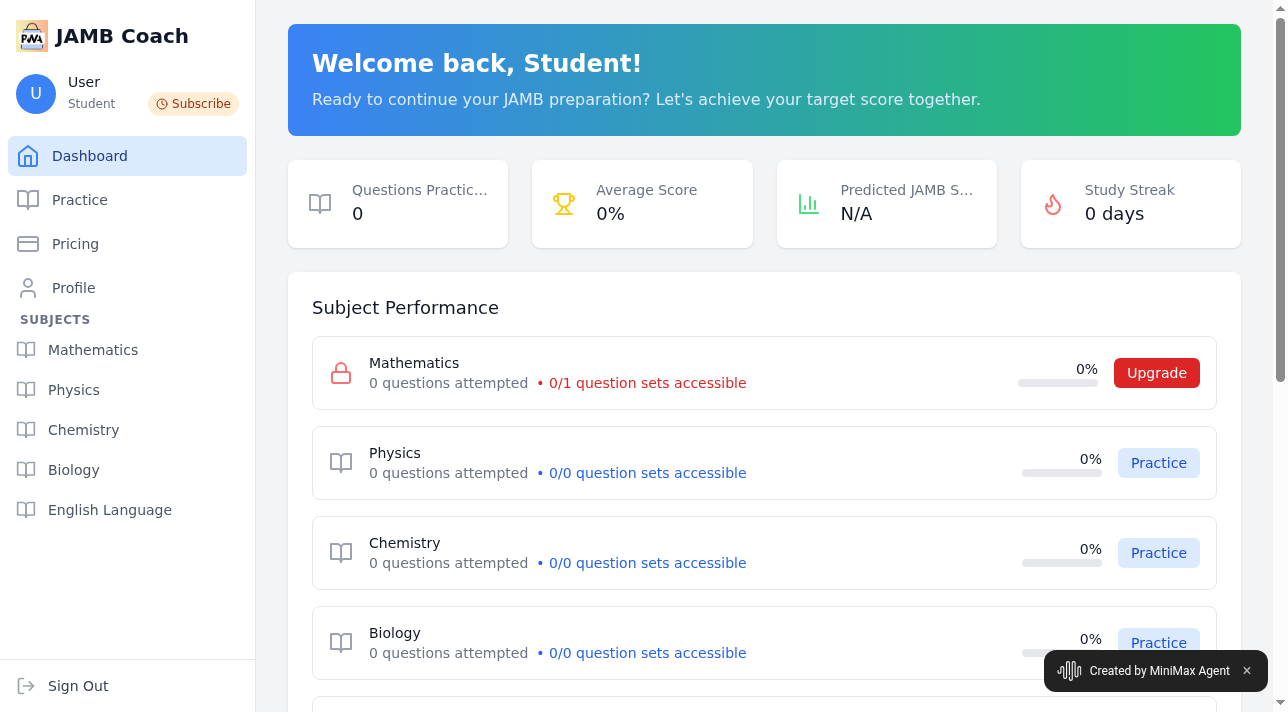 PWA
JAMB Coach
U
User
Student
Subscribe
Dashboard
Practice
Pricing
Profile
SUBJECTS
Mathematics
Physics
Chemistry
Biology
English Language
Sign Out
Welcome back, Student!
Ready to continue your JAMB preparation? Let's achieve your target score together.
Questions Practic...
0
Average Score
0%
Predicted JAMB S...
N/A
Study Streak
0 days
Subject Performance
Mathematics
0 questions attempted • 0/1 question sets accessible
0%
Upgrade
Physics
0 questions attempted • 0/0 question sets accessible
0%
Practice
Chemistry
0 questions attempted • 0/0 question sets accessible
0%
Practice
Biology
0 questions attempted • 0/0 question sets accessible
0%
Practice
Created by MiniMax Agent ×